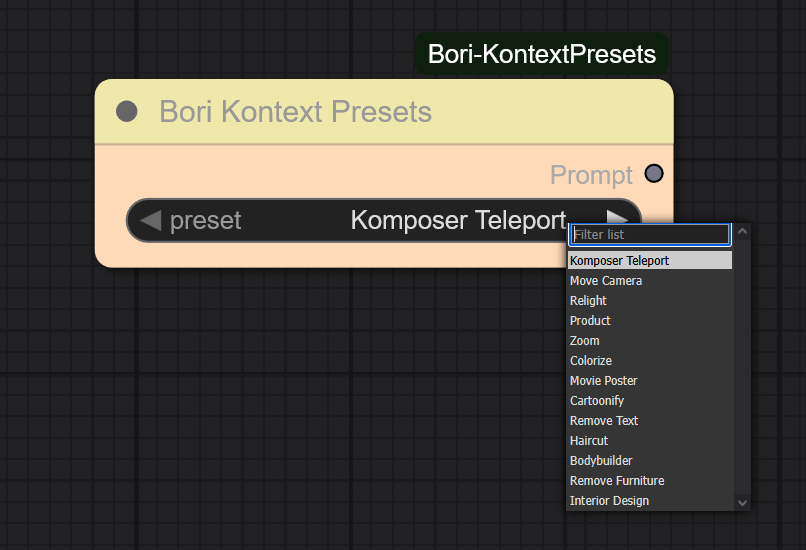 Bori-KontextPresets
Bori Kontext Presets
Prompt
preset Komposer Teleport
Filter list
Komposer Teleport
Move Camera
Relight
Product
Zoom
Colorize
Movie Poster
Cartoonify
Remove Text
Haircut
Bodybuilder
Remove Furniture
Interior Design